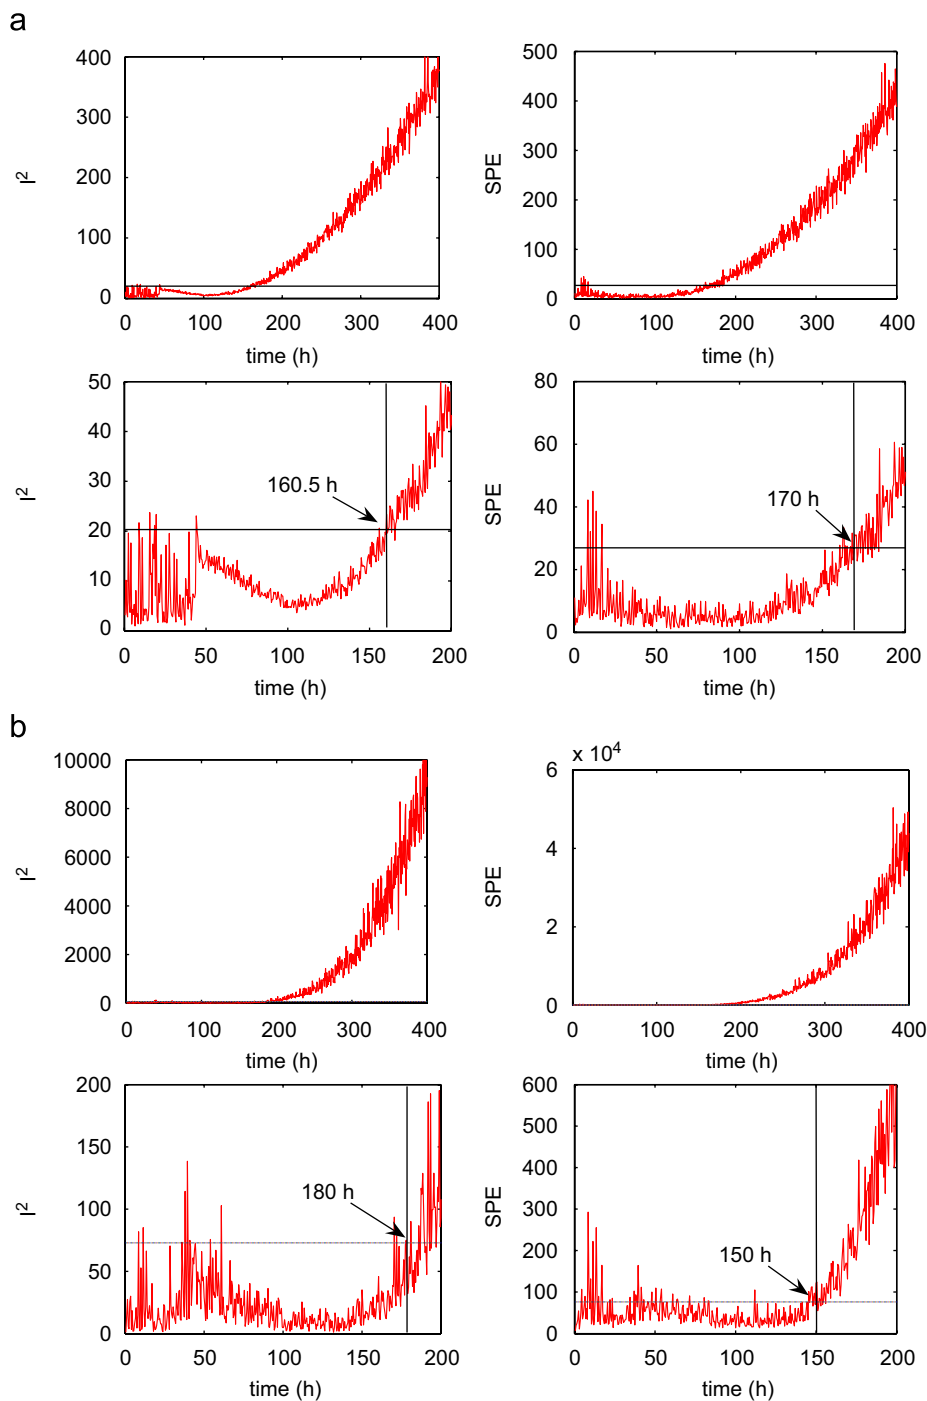 a
400
300
200
100
0
I2
0 100 200 300 400
time (h)
500
400
300
200
100
0
SPE
0 100 200 300 400
time (h)
50
40
30
20
10
0
I2
160.5 h
0 50 100 150 200
time (h)
80
60
40
20
0
SPE
170 h
0 50 100 150 200
time (h)
b
10000
8000
6000
4000
2000
0
I2
0 100 200 300 400
time (h)
x 104
6
4
2
0
SPE
0 100 200 300 400
time (h)
200
150
100
50
0
I2
180 h
0 50 100 150 200
time (h)
600
500
400
300
200
100
0
SPE
150 h
0 50 100 150 200
time (h)